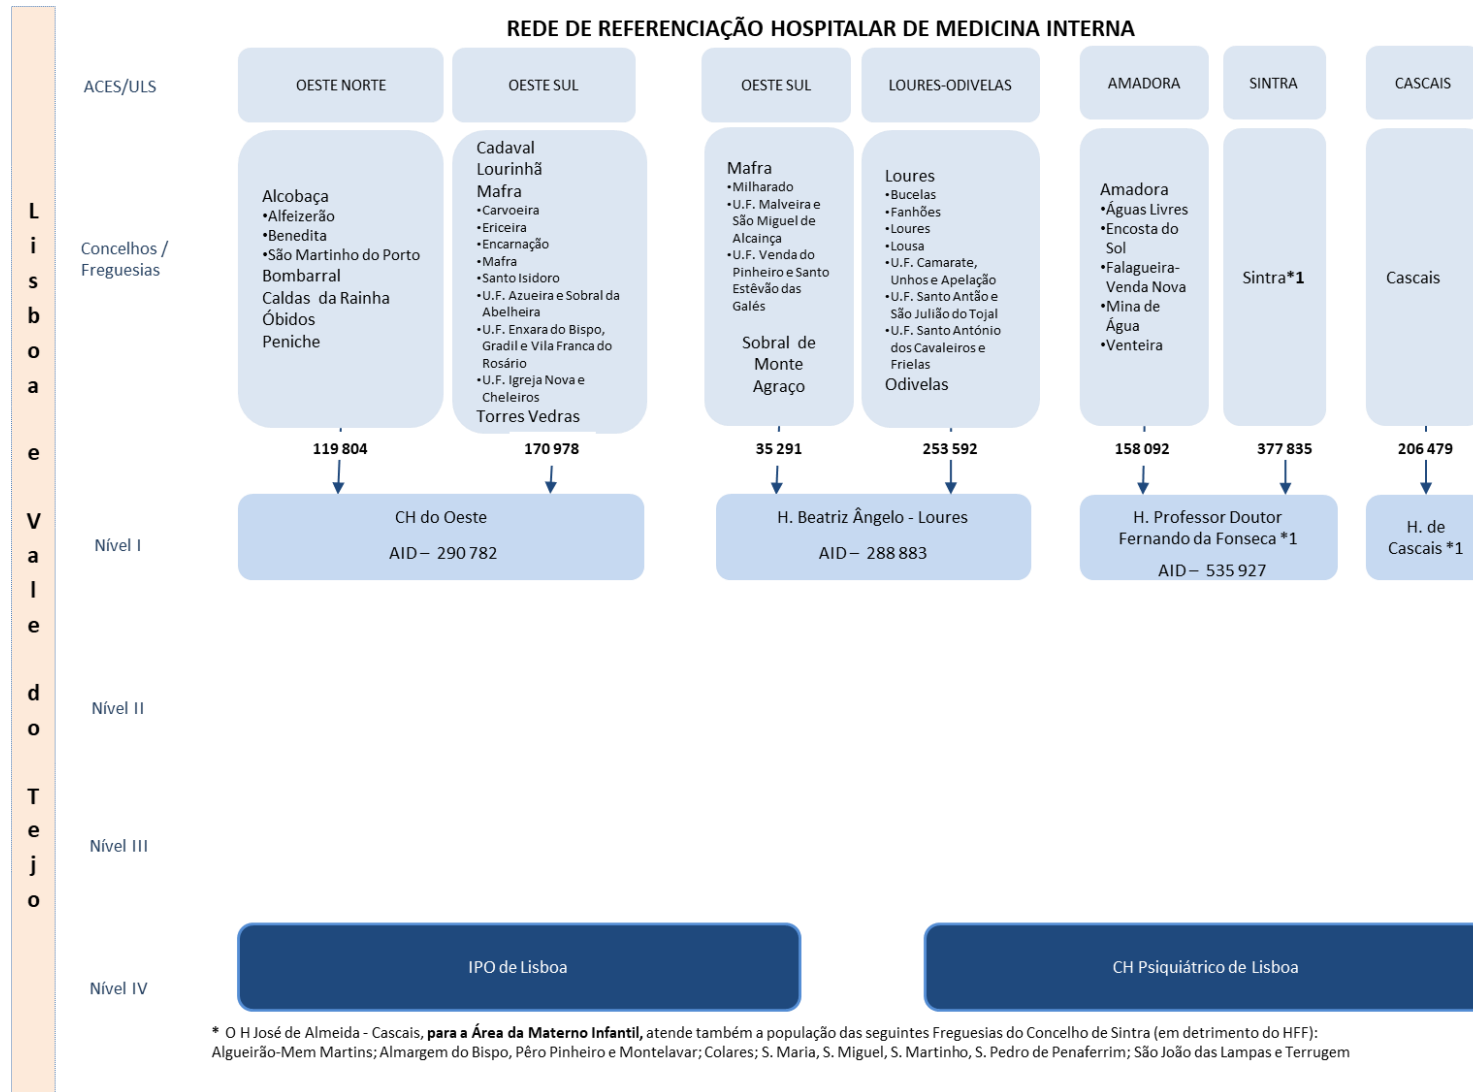 REDE DE REFERENCIAÇÃO HOSPITALAR DE MEDICINA INTERNA
Lisboa e Vale do Tejo
ACES/ULS
OESTE NORTE
OESTE SUL
OESTE SUL
LOURES-ODIVELAS
AMADORA
SINTRA
CASCAIS
Concelhos /
Freguesias
Alcobaça
•Alfeizerão
•Benedita
•São Martinho do Porto
Bombarral
Caldas da Rainha
Óbidos
Peniche
Cadaval
Lourinhã
Mafra
•Carvoeira
•Ericeira
•Encarnação
•Mafra
•Santo Isidoro
•U.F. Azueira e Sobral da
Abelheira
•U.F. Enxara do Bispo,
Gradil e Vila Franca do
Rosário
•U.F. Igreja Nova e
Cheleiros
Torres Vedras
Mafra
•Milharado
•U.F. Malveira e
São Miguel de
Alcainça
•U.F. Venda do
Pinheiro e Santo
Estêvão das
Galés
Sobral de
Monte
Agraço
Loures
•Bucelas
•Fanhões
•Loures
•Lousa
•U.F. Camarate,
Unhos e Apelação
•U.F. Santo Antão e
São Julião do Tojal
•U.F. Santo António
dos Cavaleiros e
Frielas
Odivelas
Amadora
•Águas Livres
•Encosta do
Sol
•Falagueira-
Venda Nova
•Mina de
Água
•Venteira
Sintra*1
Cascais
119 804
170 978
35 291
253 592
158 092
377 835
206 479
Nível I
CH do Oeste
AID – 290 782
H. Beatriz Ângelo - Loures
AID – 288 883
H. Professor Doutor
Fernando da Fonseca *1
AID – 535 927
H. de
Cascais *1
Nível II
Nível III
Nível IV
IPO de Lisboa
CH Psiquiátrico de Lisboa
* O H José de Almeida - Cascais, para a Área da Materno Infantil, atende também a população das seguintes Freguesias do Concelho de Sintra (em detrimento do HFF):
Algueirão-Mem Martins; Almargem do Bispo, Pêro Pinheiro e Montelavar; Colares; S. Maria, S. Miguel, S. Martinho, S. Pedro de Penaferrim; São João das Lampas e Terrugem